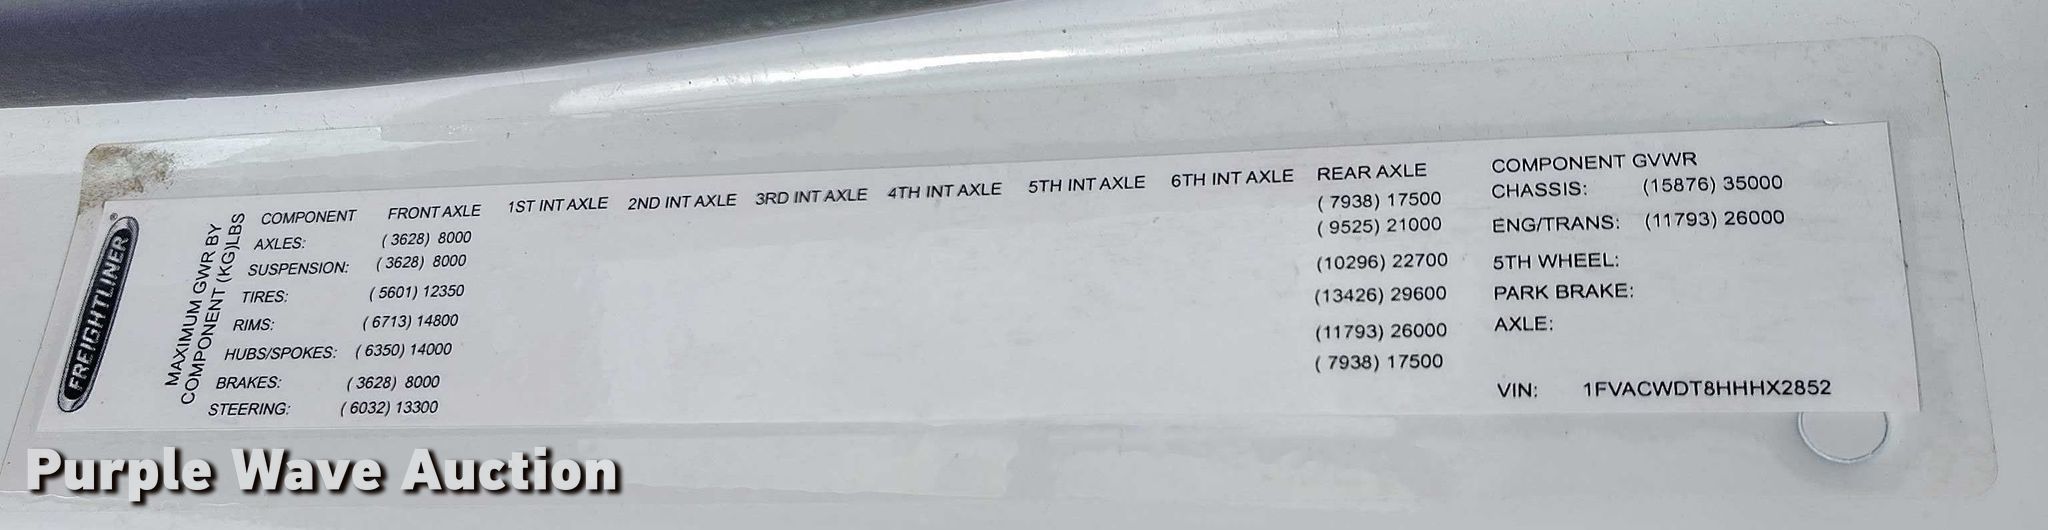 FREIGHTLINER®
MAXIMUM GWR BY
COMPONENT (KG)LBS
COMPONENT FRONT AXLE 1ST INT AXLE 2ND INT AXLE 3RD INT AXLE 4TH INT AXLE 5TH INT AXLE 6TH INT AXLE REAR AXLE COMPONENT GVWR
AXLES: ( 3628) 8000 ( 7938) 17500 CHASSIS: (15876) 35000
SUSPENSION: ( 3628) 8000 ( 9525) 21000 ENG/TRANS: (11793) 26000
TIRES: ( 5601) 12350 (10296) 22700 5TH WHEEL:
RIMS: ( 6713) 14800 (13426) 29600 PARK BRAKE:
HUBS/SPOKES: ( 6350) 14000 (11793) 26000 AXLE:
BRAKES: ( 3628) 8000 ( 7938) 17500
STEERING: ( 6032) 13300 VIN: 1FVACWDT8HHHX2852
Purple Wave Auction